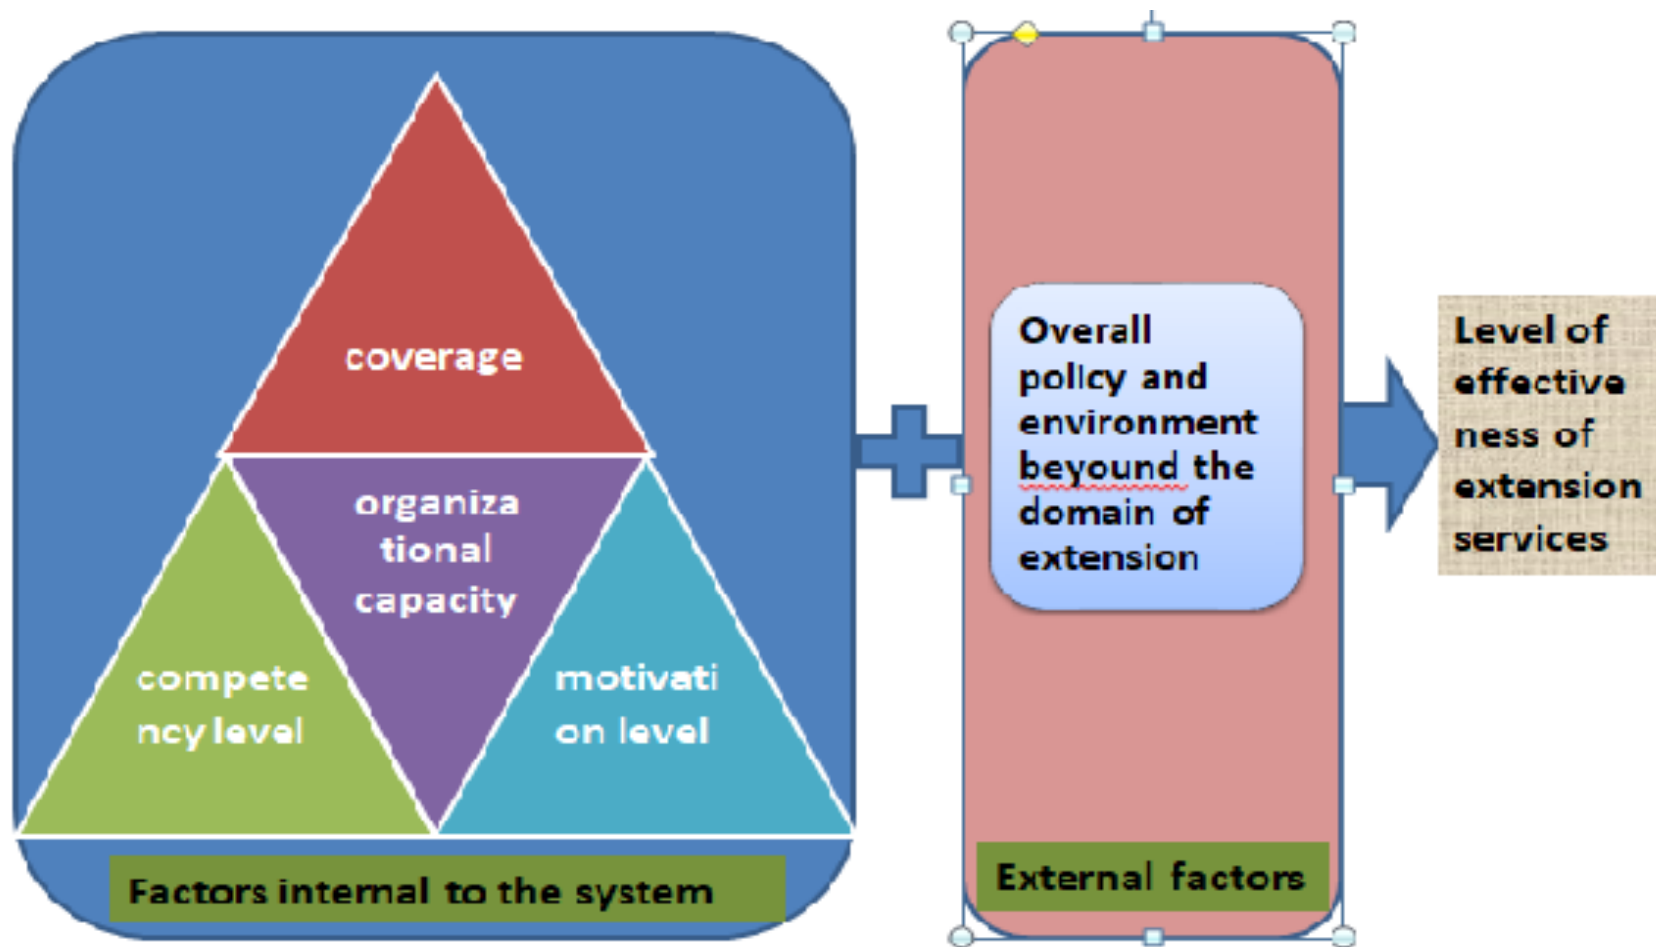 coverage
organiza
tional
capacity
compete
ncy level
motivati
on level
Factors internal to the system
Overall
policy and
environment
beyound the
domain of
extension
External factors
Level of
effective
ness of
extension
services